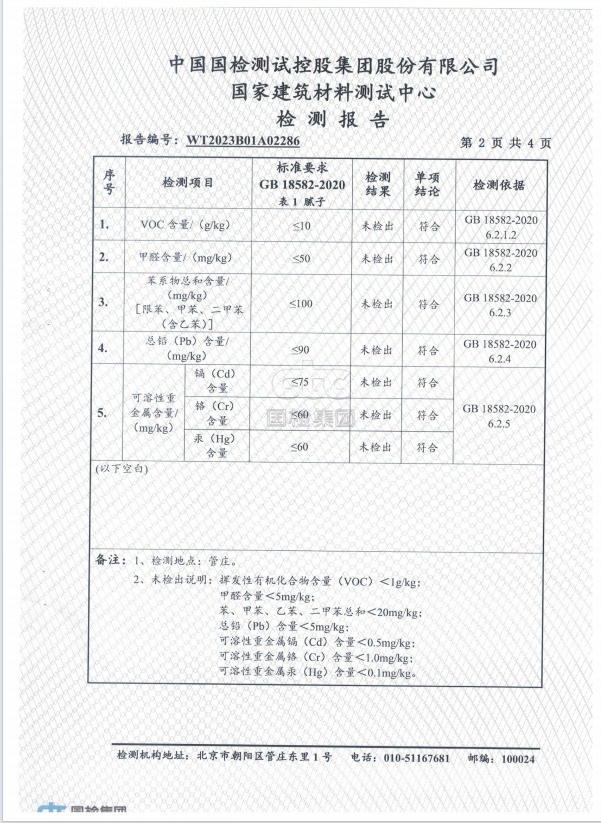 中国国检测试控股集团股份有限公司
国家建筑材料测试中心
检 测 报 告
报告编号：WT2023B01A02286 第 2 页 共 4 页
序号 检测项目 标准要求 GB 18582-2020 表 1 腻子 检测结果 单项结论 检测依据
1. VOC 含量/（g/kg） ≤10 未检出 符合 GB 18582-2020 6.2.1.2
2. 甲醛含量/（mg/kg） ≤50 未检出 符合 GB 18582-2020 6.2.2
3. 苯系物总和含量/（mg/kg）［限苯、甲苯、二甲苯（含乙苯）］ ≤100 未检出 符合 GB 18582-2020 6.2.3
4. 总铅（Pb）含量/（mg/kg） ≤90 未检出 符合 GB 18582-2020 6.2.4
5. 可溶性重金属含量/（mg/kg） 镉（Cd）含量 ≤75 未检出 符合 GB 18582-2020 6.2.5
铬（Cr）含量 ≤60 未检出 符合
汞（Hg）含量 ≤60 未检出 符合
CTC
国检集团
(以下空白)
备注：1、检测地点：管庄。
2、未检出说明：挥发性有机化合物含量（VOC）＜1g/kg；
甲醛含量＜5mg/kg；
苯、甲苯、乙苯、二甲苯总和＜20mg/kg；
总铅（Pb）含量＜5mg/kg；
可溶性重金属镉（Cd）含量＜0.5mg/kg；
可溶性重金属铬（Cr）含量＜1.0mg/kg；
可溶性重金属汞（Hg）含量＜0.1mg/kg。
检测机构地址：北京市朝阳区管庄东里 1 号 电话：010-51167681 邮编：100024
国检集团